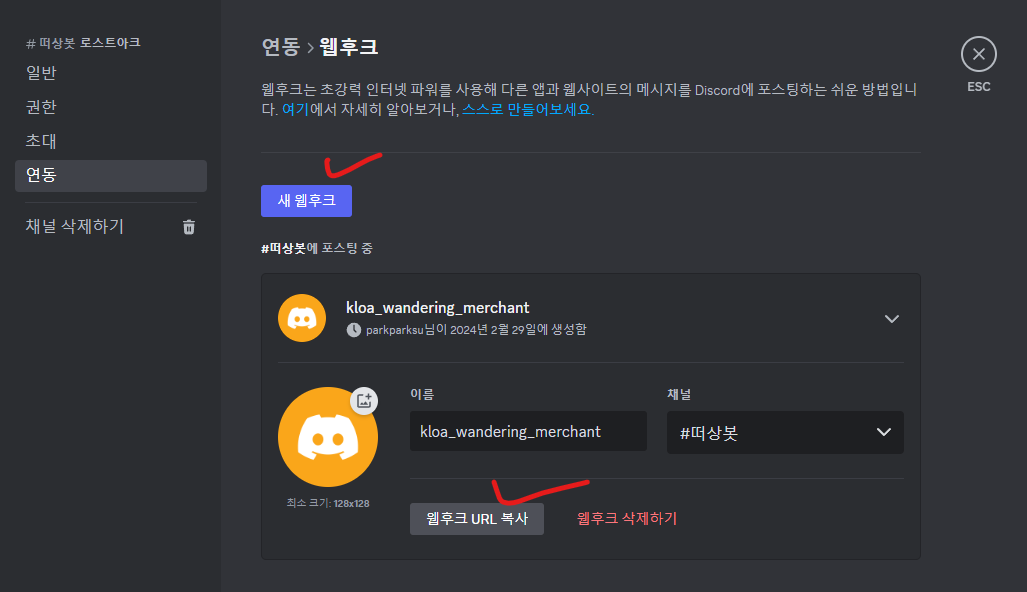 # 떠상봇 로스트아크
일반
권한
초대
연동
채널 삭제하기
연동 > 웹후크
웹후크는 초강력 인터넷 파워를 사용해 다른 앱과 웹사이트의 메시지를 Discord에 포스팅하는 쉬운 방법입니
다. 여기에서 자세히 알아보거나, 스스로 만들어보세요.
ESC
새 웹후크
#떠상봇에 포스팅 중
kloa_wandering_merchant
parkparksu님이 2024년 2월 29일에 생성함
이름
채널
kloa_wandering_merchant
#떠상봇
최소 크기: 128x128
웹후크 URL 복사
웹후크 삭제하기